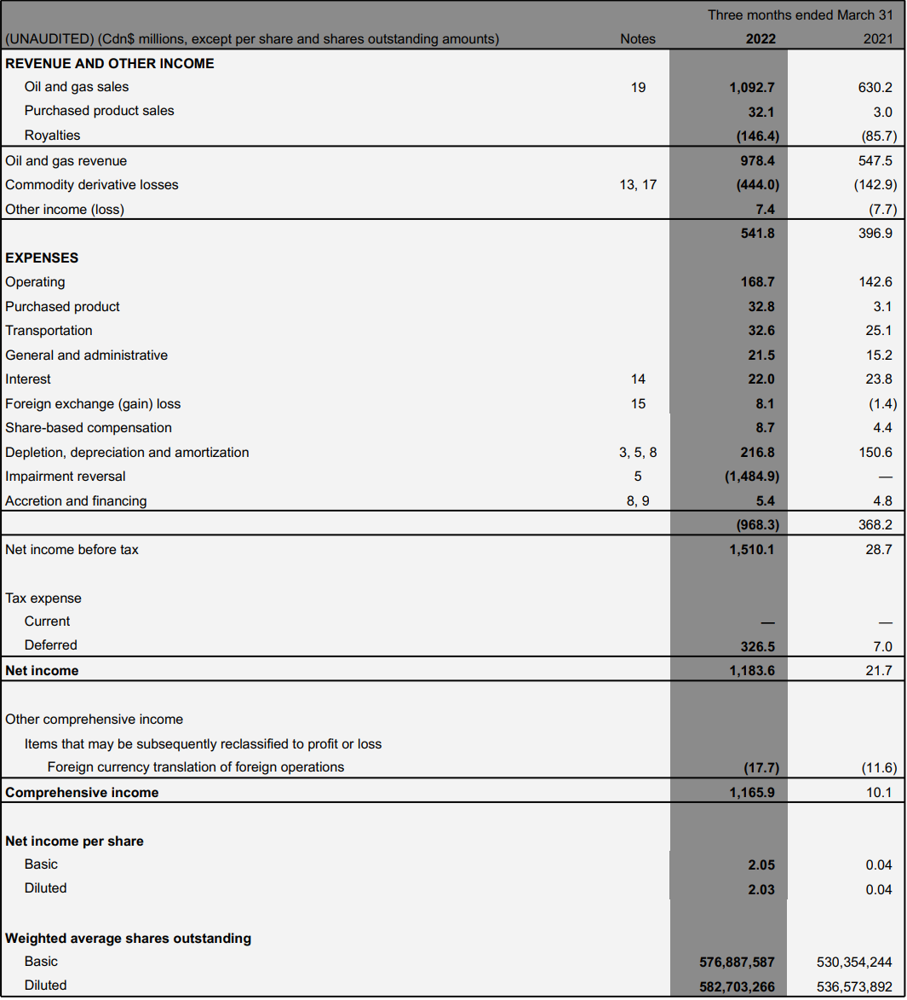 Three months ended March 31
(UNAUDITED) (Cdn$ millions, except per share and shares outstanding amounts) Notes 2022 2021
REVENUE AND OTHER INCOME
Oil and gas sales 19 1,092.7 630.2
Purchased product sales 32.1 3.0
Royalties (146.4) (85.7)
Oil and gas revenue 978.4 547.5
Commodity derivative losses 13, 17 (444.0) (142.9)
Other income (loss) 7.4 (7.7)
541.8 396.9
EXPENSES
Operating 168.7 142.6
Purchased product 32.8 3.1
Transportation 32.6 25.1
General and administrative 21.5 15.2
Interest 14 22.0 23.8
Foreign exchange (gain) loss 15 8.1 (1.4)
Share-based compensation 8.7 4.4
Depletion, depreciation and amortization 3, 5, 8 216.8 150.6
Impairment reversal 5 (1,484.9) —
Accretion and financing 8, 9 5.4 4.8
(968.3) 368.2
Net income before tax 1,510.1 28.7
Tax expense
Current — —
Deferred 326.5 7.0
Net income 1,183.6 21.7
Other comprehensive income
Items that may be subsequently reclassified to profit or loss
Foreign currency translation of foreign operations (17.7) (11.6)
Comprehensive income 1,165.9 10.1
Net income per share
Basic 2.05 0.04
Diluted 2.03 0.04
Weighted average shares outstanding
Basic 576,887,587 530,354,244
Diluted 582,703,266 536,573,892